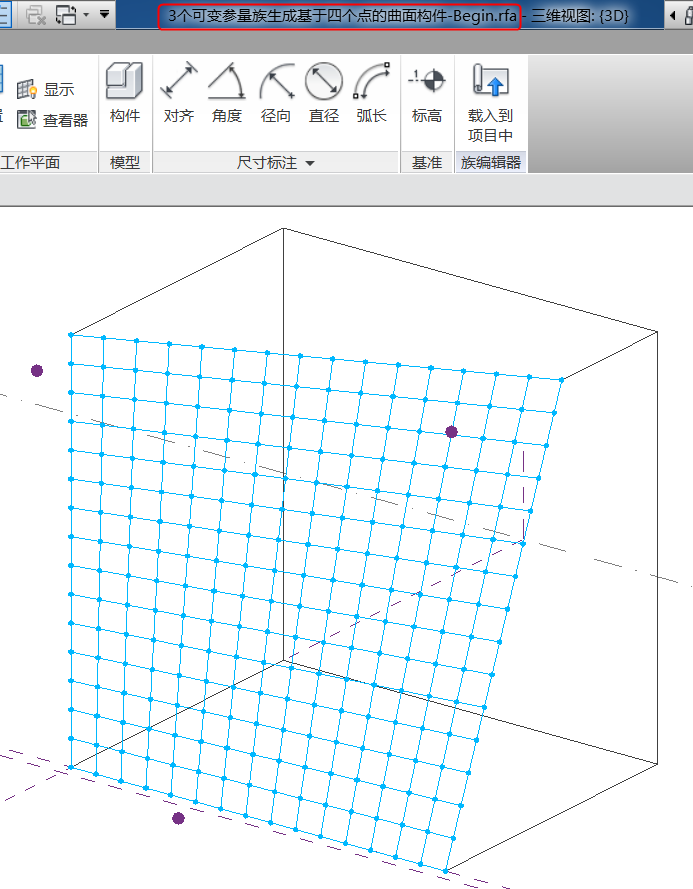 3个可变参量族生成基于四个点的曲面构件-Begin.rfa - 三维视图: {3D}
显示
查看器
工作平面
构件
模型
对齐
角度
径向
直径
弧长
尺寸标注
标高
基准
载入到
项目中
族编辑器